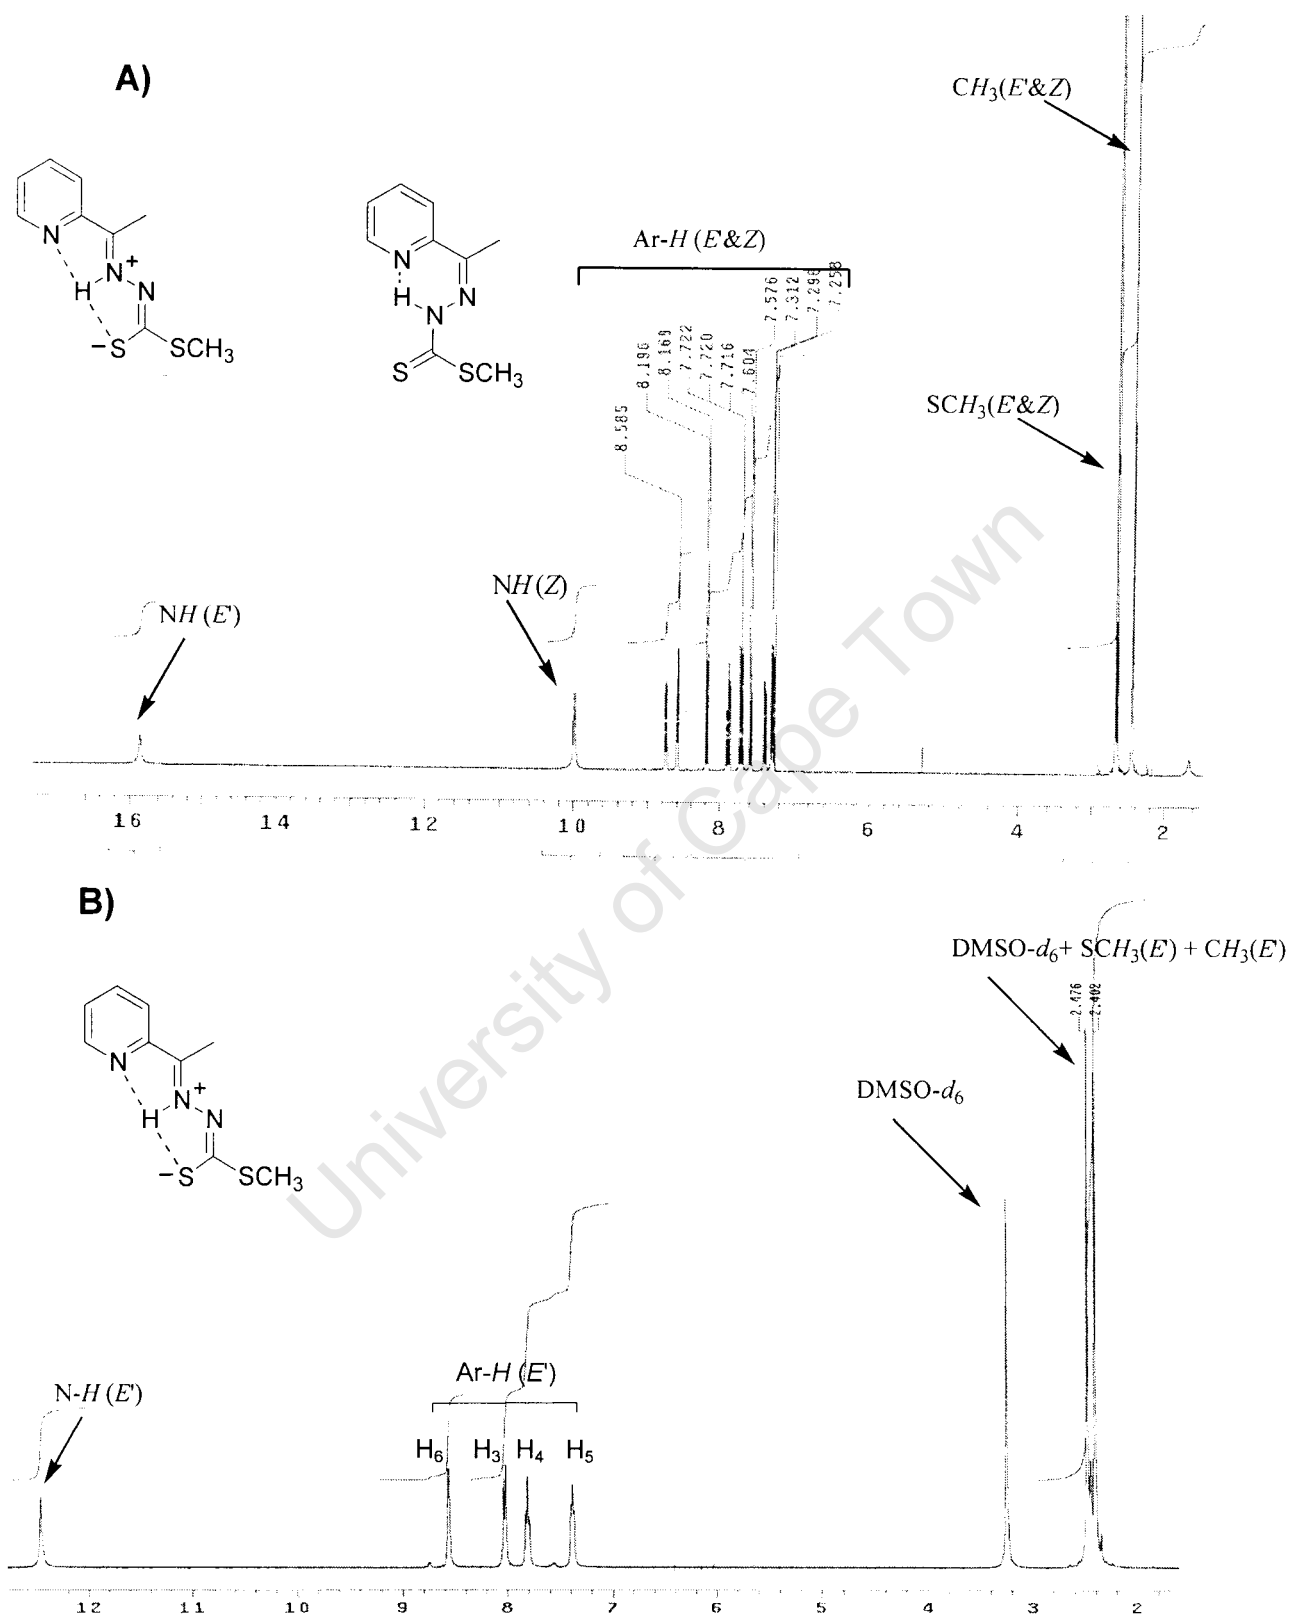 A)
CH3(E'&Z)
Ar-H (E'&Z)
N
N
+
H
N
–S
SCH3
N
H
N
N
S
SCH3
8.585
8.196
8.169
7.722
7.720
7.716
7.604
7.576
7.312
7.296
7.258
SCH3(E'&Z)
NH (E')
NH (Z)
16
14
12
10
8
6
4
2
University of Cape Town
B)
DMSO-d6+ SCH3(E') + CH3(E')
2.476
2.402
DMSO-d6
N
N
+
H
N
–S
SCH3
Ar-H (E')
N-H (E')
H6
H3
H4
H5
12
11
10
9
8
7
6
5
4
3
2